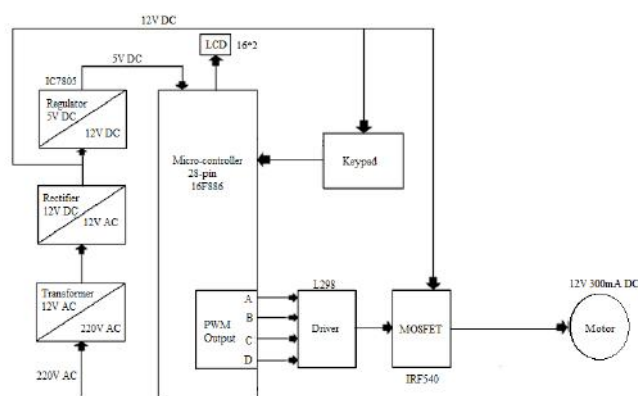 12V DC
LCD
16*2
5V DC
IC7805
Regulator
5V DC
12V DC
Micro-controller
28-pin
16F886
Keypad
Rectifier
12V DC
12V AC
L298
12V 300mA DC
Transformer
12V AC
220V AC
PWM
Output
A
B
C
D
Driver
MOSFET
Motor
IRF540
220V AC